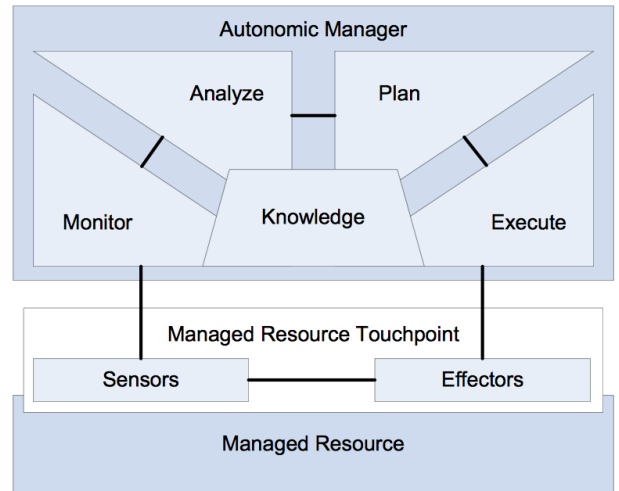 Autonomic Manager
Analyze
Plan
Monitor
Knowledge
Execute
Managed Resource Touchpoint
Sensors
Effectors
Managed Resource